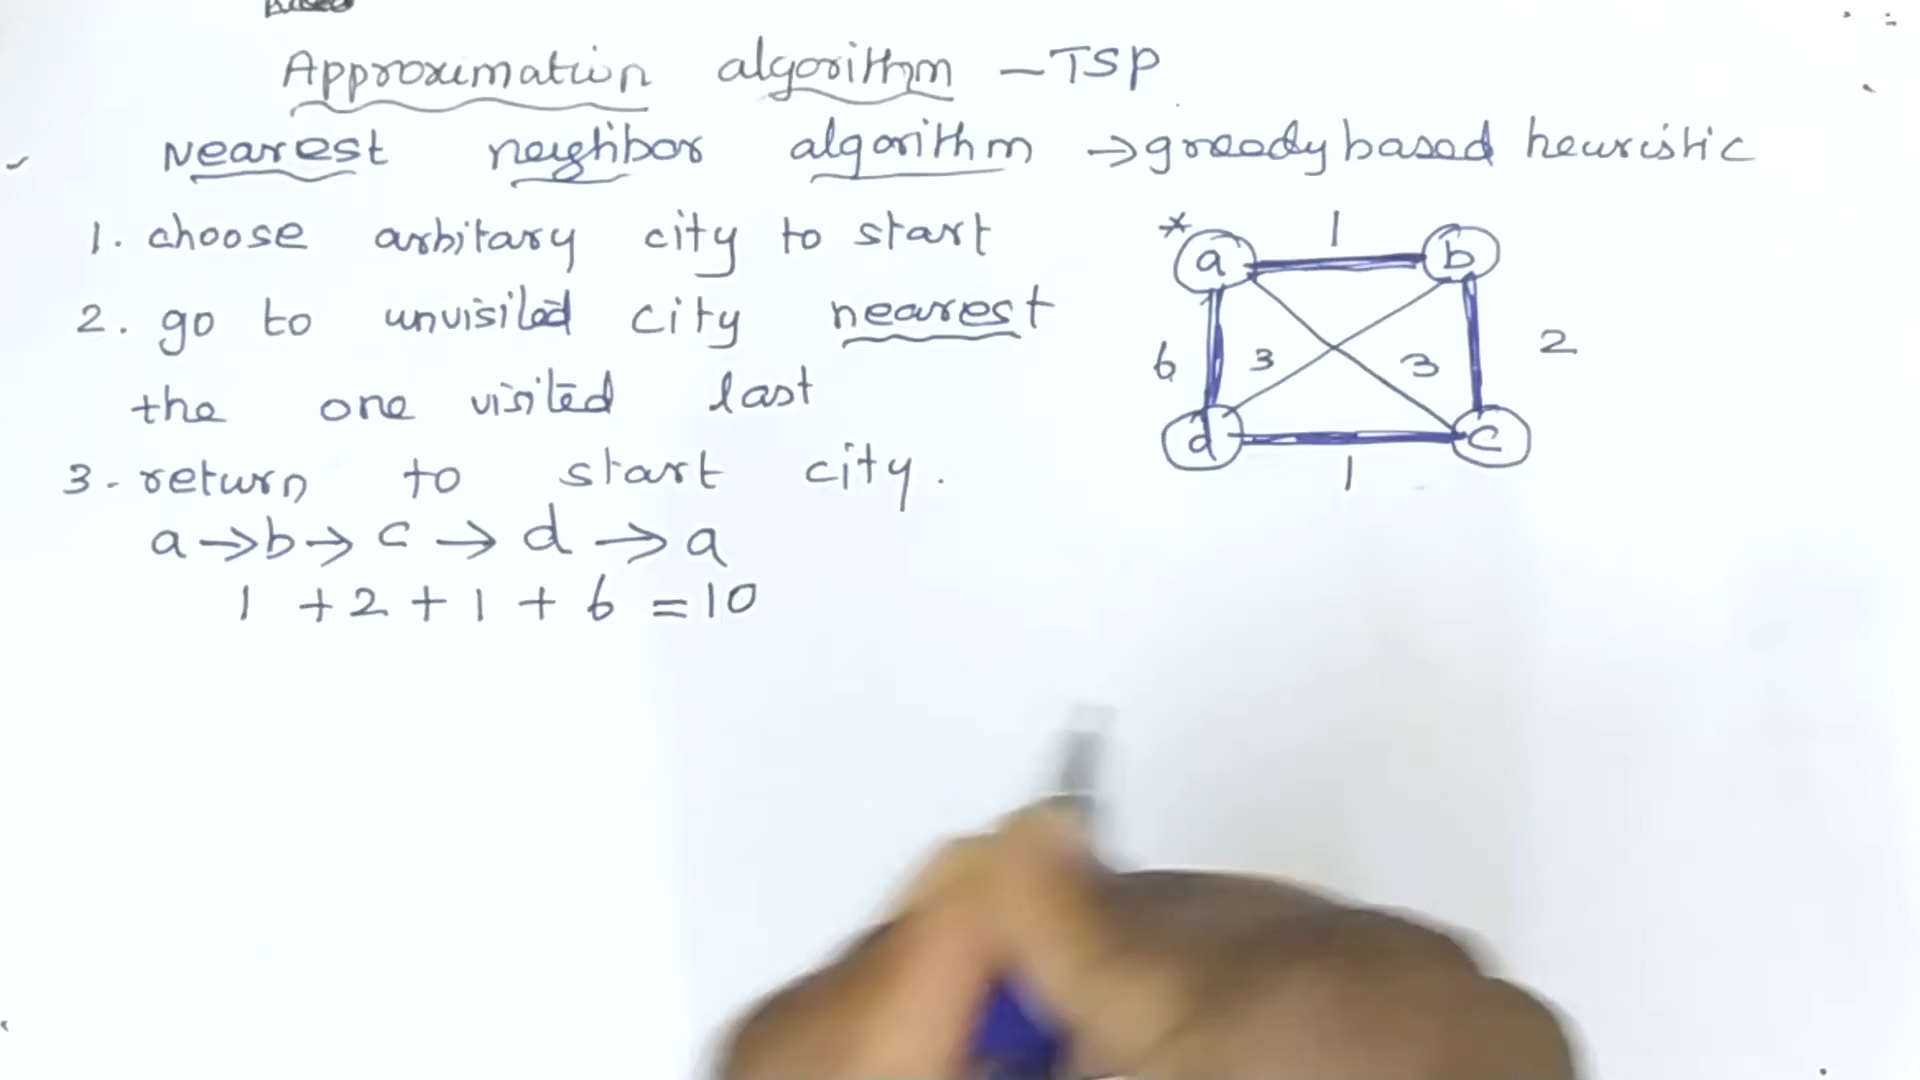 Approximation algorithm - TSP
Nearest neighbor algorithm → greedy based heuristic
1. choose arbitary city to start
2. go to unvisited city nearest
the one visited last
3- return to start city.
a → b → c → d → a
1 + 2 + 1 + 6 = 10
* 1
a b
6 3 3 2
d c
1